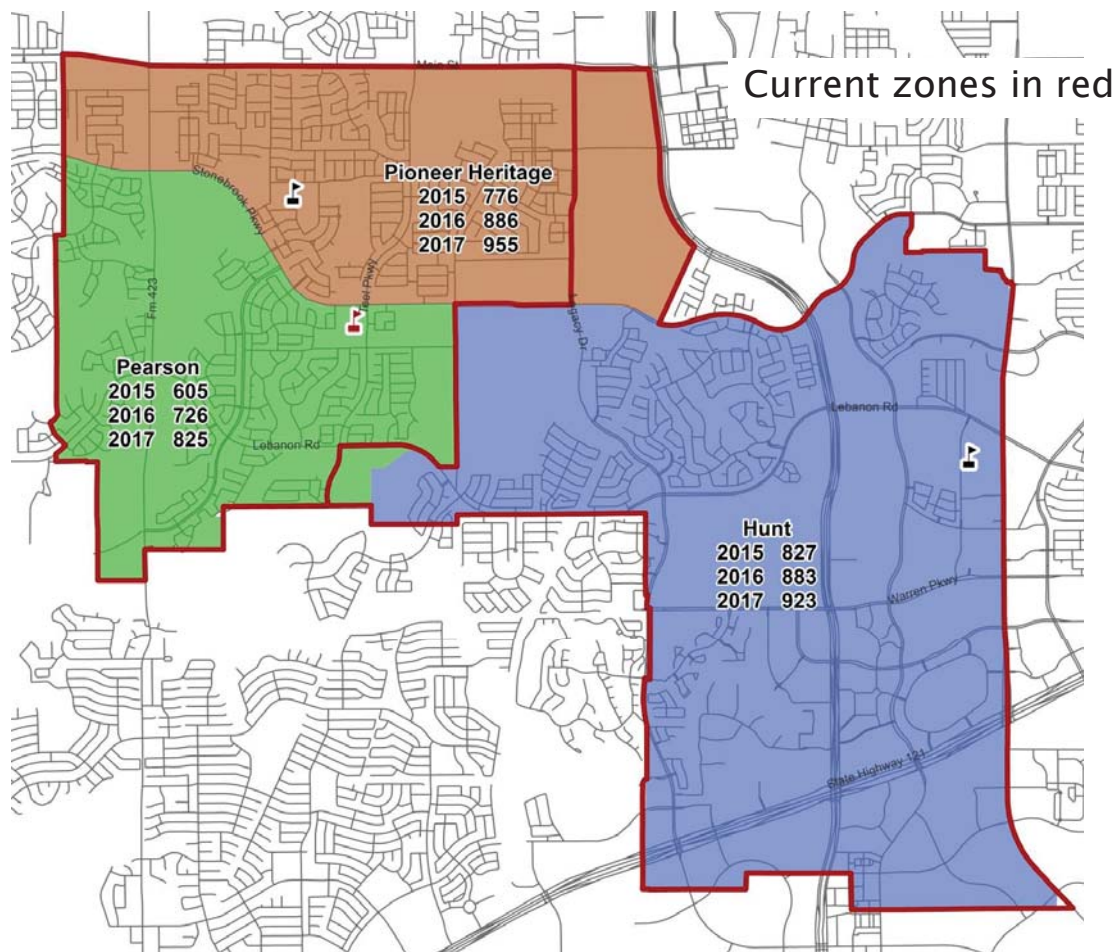 Current zones in red
Main St
Stonebrook Pkwy
Pioneer Heritage
2015 776
2016 886
2017 955
Teel Pkwy
Fm 423
Legacy Dr
Pearson
2015 605
2016 726
2017 825
Lebanon Rd
Lebanon Rd
Hunt
2015 827
2016 883
2017 923
Warren Pkwy
State Highway 121